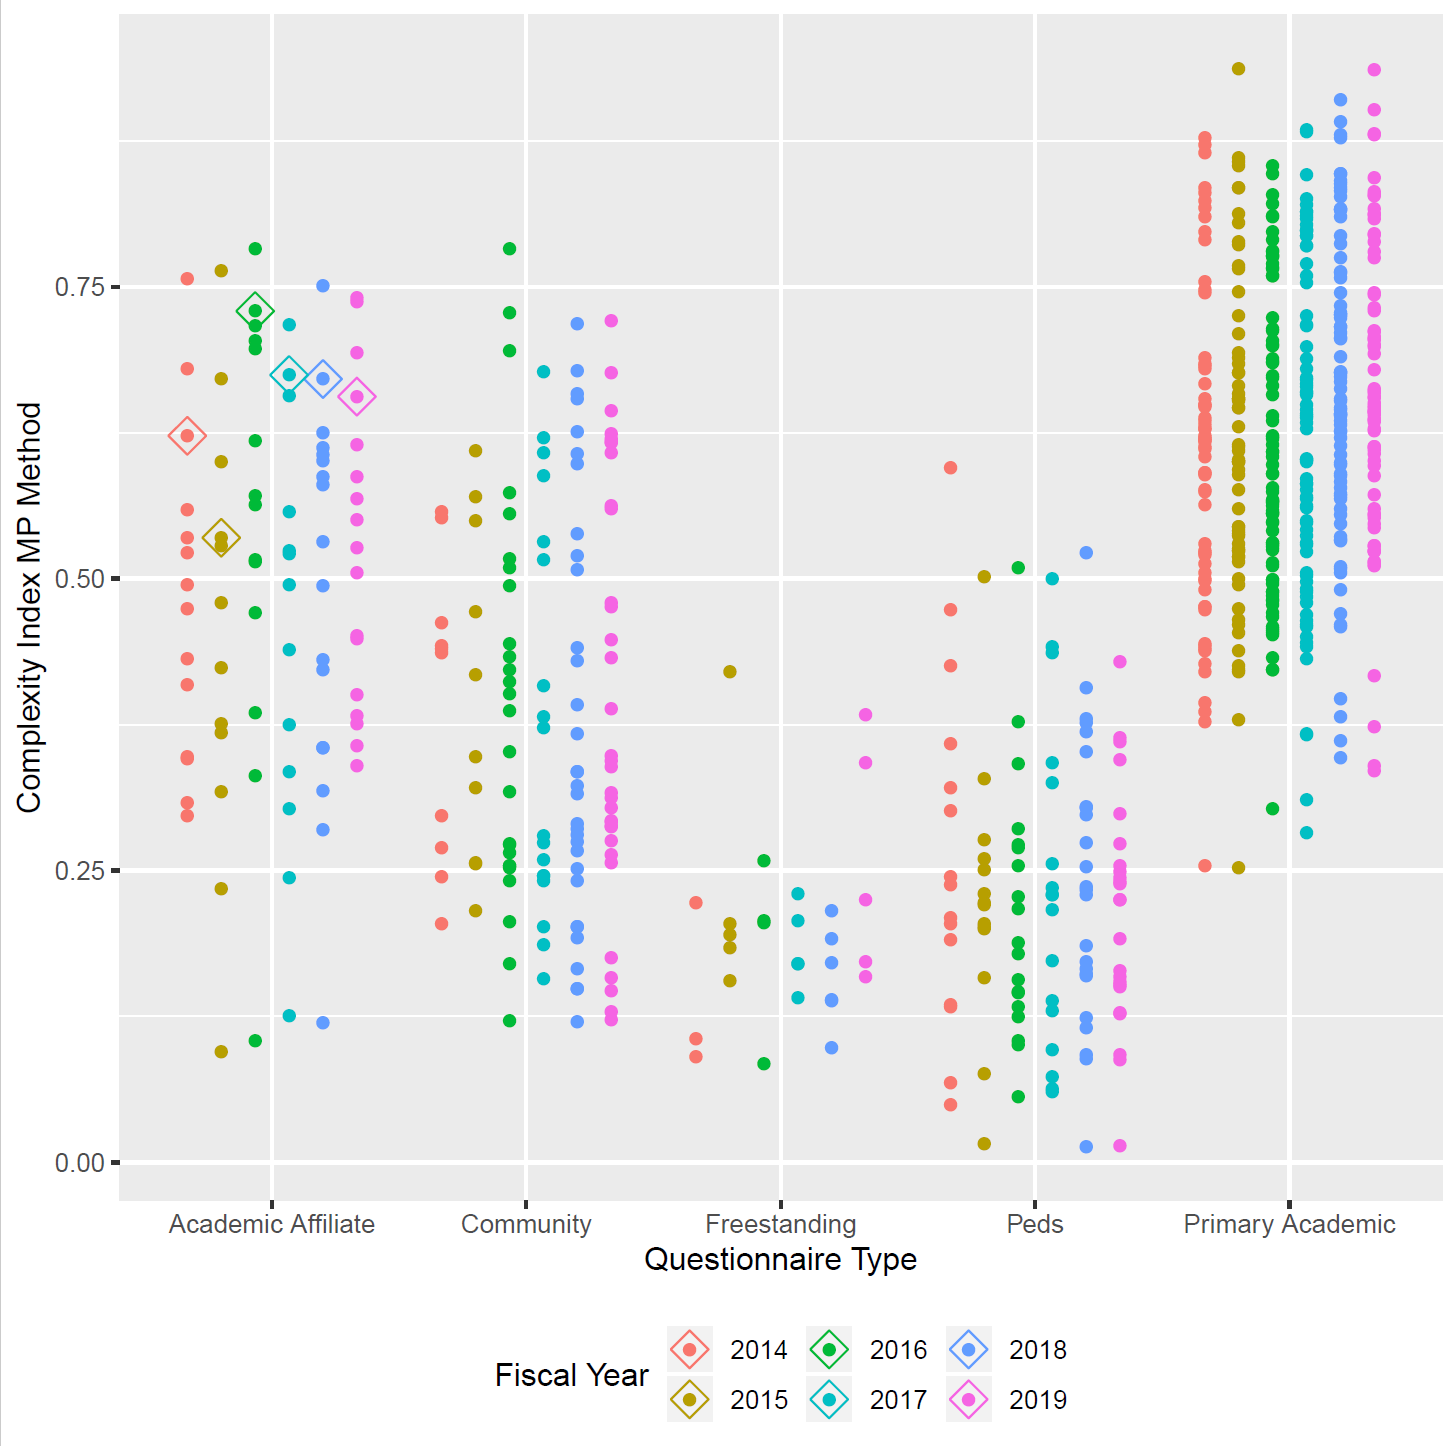 Complexity Index MP Method
0.75
0.50
0.25
0.00
Academic Affiliate Community Freestanding Peds Primary Academic
Questionnaire Type
Fiscal Year
2014 2016 2018
2015 2017 2019